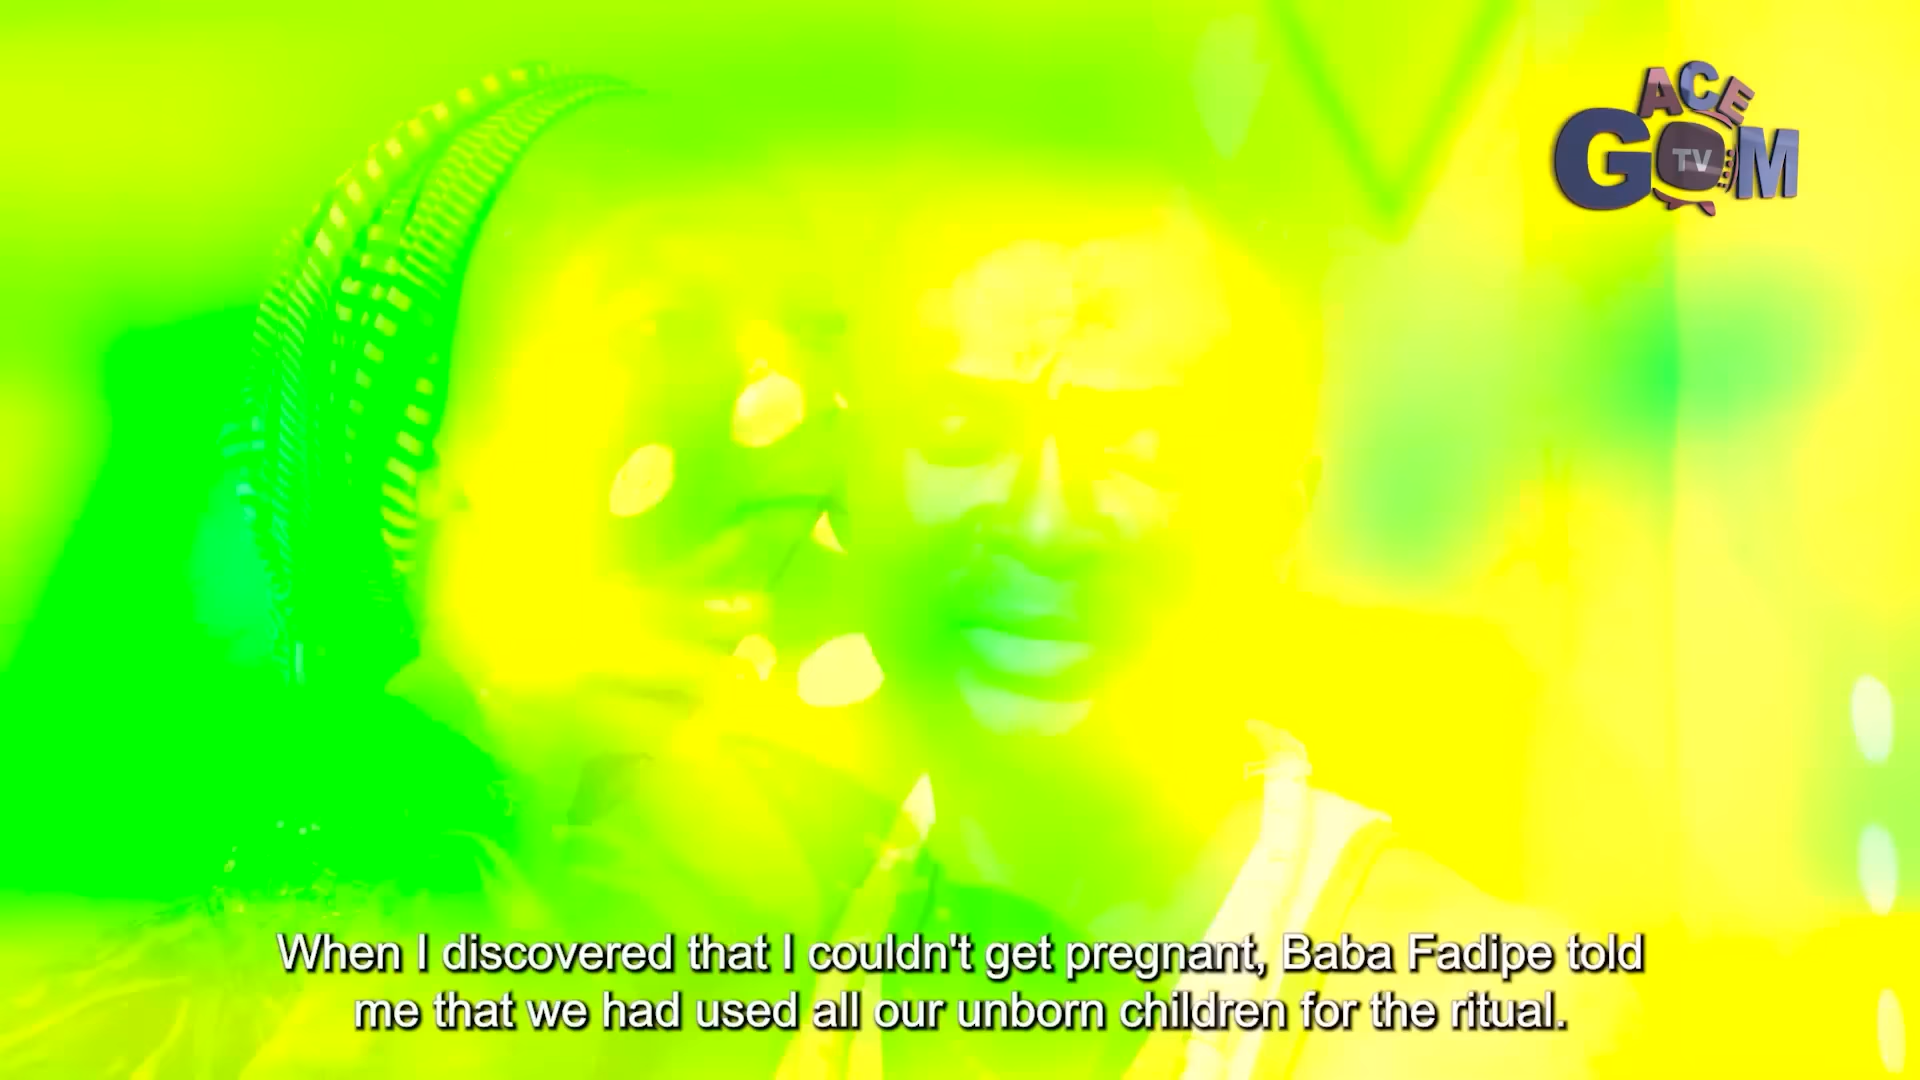 ACE
GOM
TV
When I discovered that I couldn't get pregnant, Baba Fadipe told
me that we had used all our unborn children for the ritual.